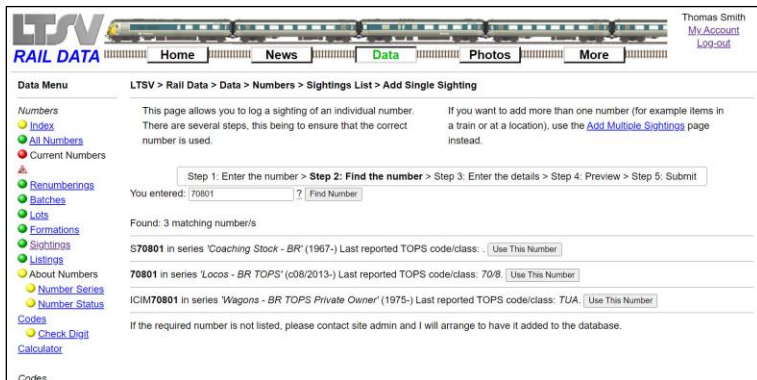 LTSV
RAIL DATA
Home
News
Data
Photos
More
Thomas Smith
My Account
Log-out
Data Menu
Numbers
Index
All Numbers
Current Numbers
Renumberings
Batches
Lots
Formations
Sightings
Listings
About Numbers
Number Series
Number Status
Codes
Check Digit
Calculator
Codes
LTSV > Rail Data > Data > Numbers > Sightings List > Add Single Sighting
This page allows you to log a sighting of an individual number.
There are several steps, this being to ensure that the correct
number is used.
If you want to add more than one number (for example items in
a train or at a location), use the Add Multiple Sightings page
instead.
Step 1: Enter the number > Step 2: Find the number > Step 3: Enter the details > Step 4: Preview > Step 5: Submit
You entered: 70801 ? Find Number
Found: 3 matching number/s
S70801 in series 'Coaching Stock - BR' (1967-) Last reported TOPS code/class: . Use This Number
70801 in series 'Locos - BR TOPS' (c08/2013-) Last reported TOPS code/class: 70/8. Use This Number
ICIM70801 in series 'Wagons - BR TOPS Private Owner' (1975-) Last reported TOPS code/class: TUA. Use This Number
If the required number is not listed, please contact site admin and I will arrange to have it added to the database.